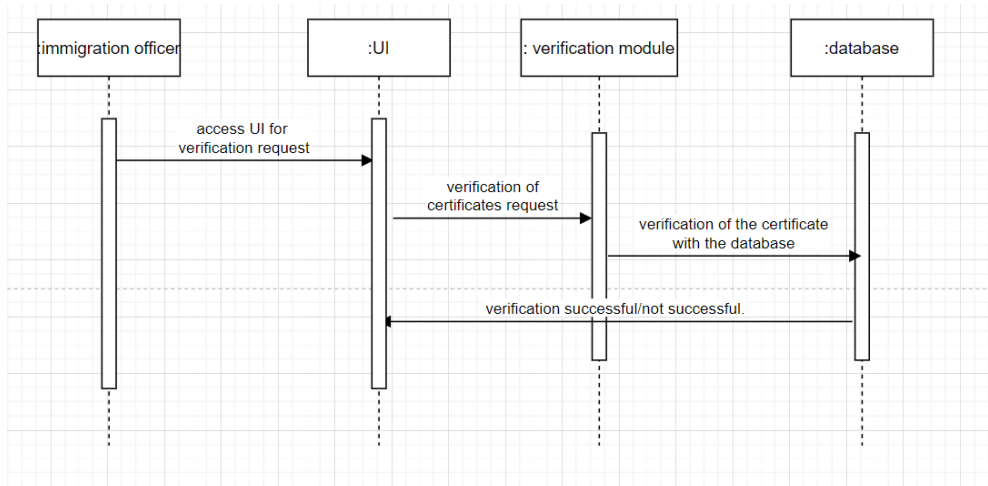 :immigration officer
:UI
: verification module
:database
access UI for
verification request
verification of
certificates request
verification of the certificate
with the database
verification successful/not successful.